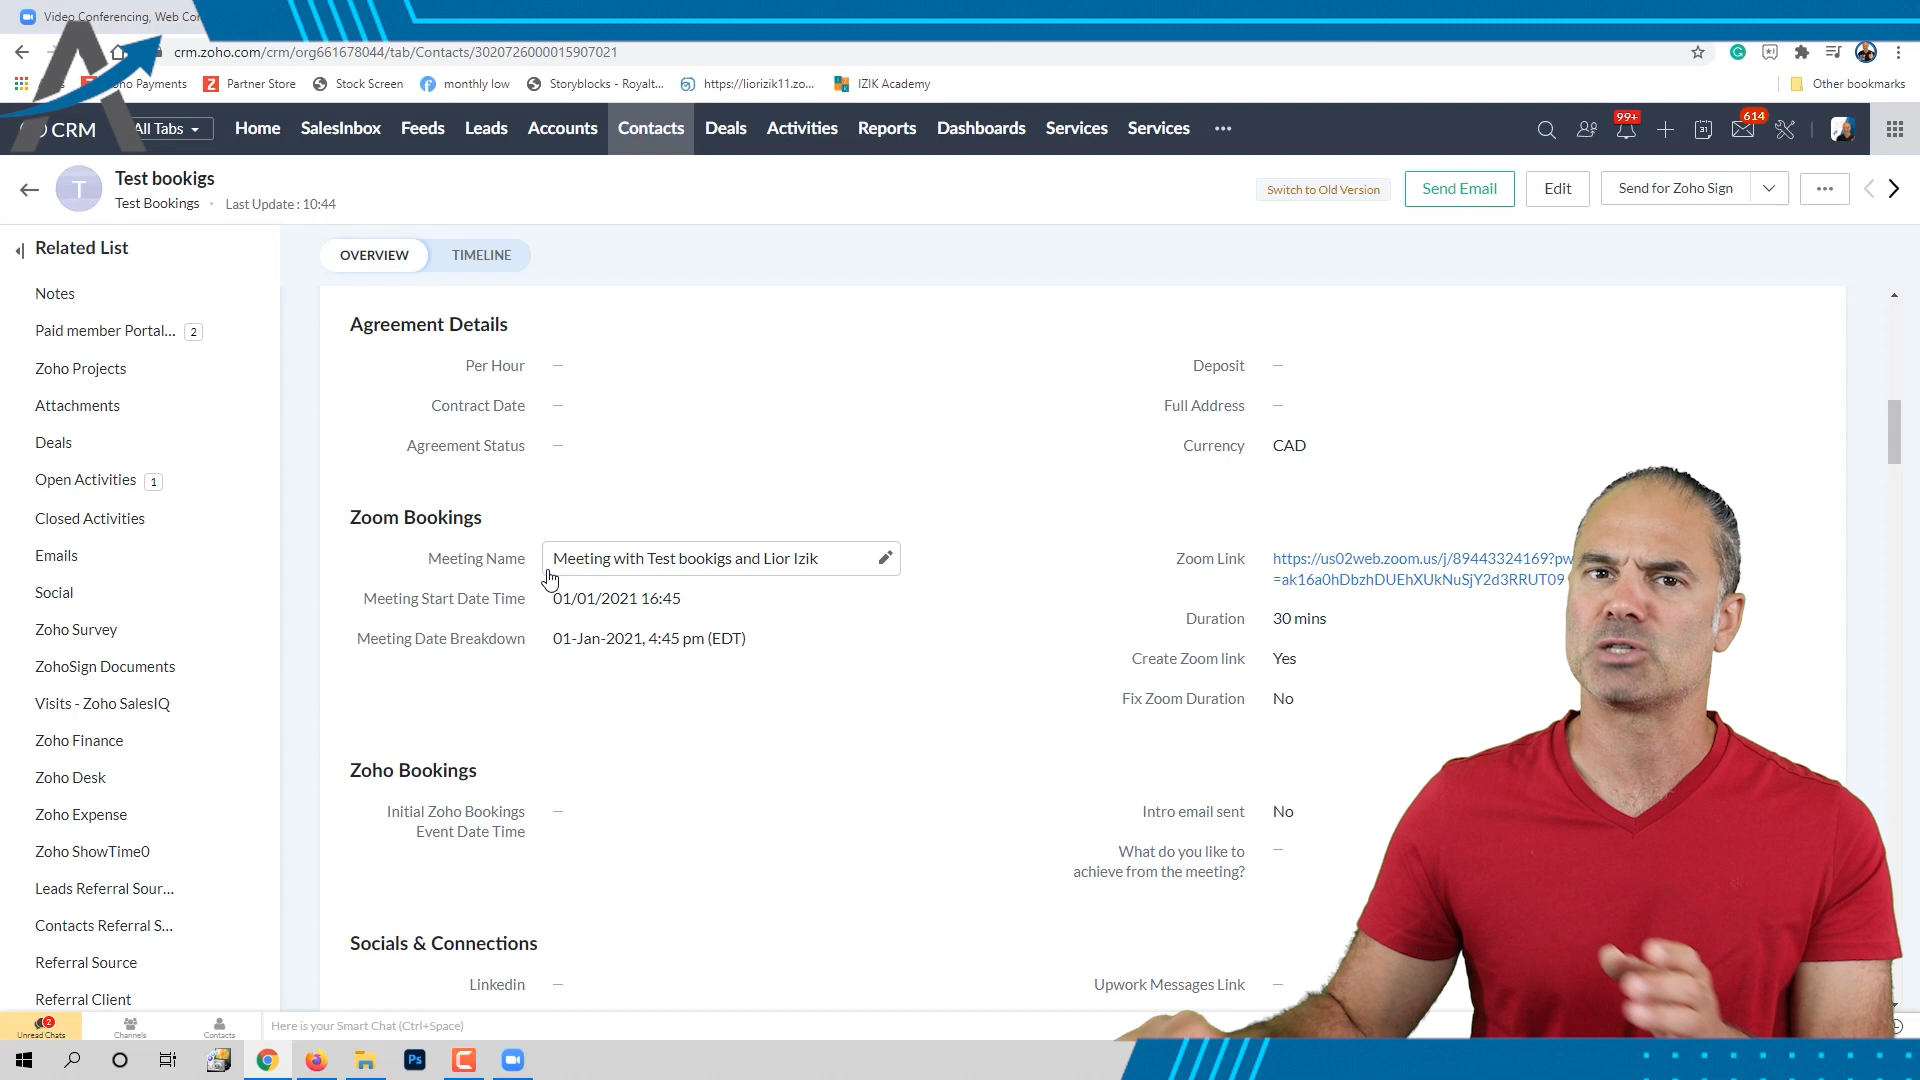 Video Conferencing, Web Con
crm.zoho.com/crm/org661678044/tab/Contacts/3020726000015907021
oho Payments
Partner Store
Stock Screen
monthly low
Storyblocks - Royalt...
https://liorizik11.zo...
IZIK Academy
Other bookmarks
CRM
All Tabs
Home
SalesInbox
Feeds
Leads
Accounts
Contacts
Deals
Activities
Reports
Dashboards
Services
Services
99+
31
614
T
Test bookigs
Test Bookings • Last Update : 10:44
Switch to Old Version
Send Email
Edit
Send for Zoho Sign
Related List
Notes
Paid member Portal... 2
Zoho Projects
Attachments
Deals
Open Activities 1
Closed Activities
Emails
Social
Zoho Survey
ZohoSign Documents
Visits - Zoho SalesIQ
Zoho Finance
Zoho Desk
Zoho Expense
Zoho ShowTime0
Leads Referral Sour...
Contacts Referral S...
Referral Source
Referral Client
OVERVIEW
TIMELINE
Agreement Details
Per Hour —
Deposit —
Contract Date —
Full Address —
Agreement Status —
Currency CAD
Zoom Bookings
Meeting Name Meeting with Test bookigs and Lior Izik
Zoom Link https://us02web.zoom.us/j/89443324169?pw
=ak16a0hDbzhDUEhXUkNuSjY2d3RRUT09
Meeting Start Date Time 01/01/2021 16:45
Duration 30 mins
Meeting Date Breakdown 01-Jan-2021, 4:45 pm (EDT)
Create Zoom link Yes
Fix Zoom Duration No
Zoho Bookings
Initial Zoho Bookings
Event Date Time —
Intro email sent No
What do you like to
achieve from the meeting? —
Socials & Connections
Linkedin —
Upwork Messages Link —
2
Unread Chats
Channels
Contacts
Here is your Smart Chat (Ctrl+Space)
Ps